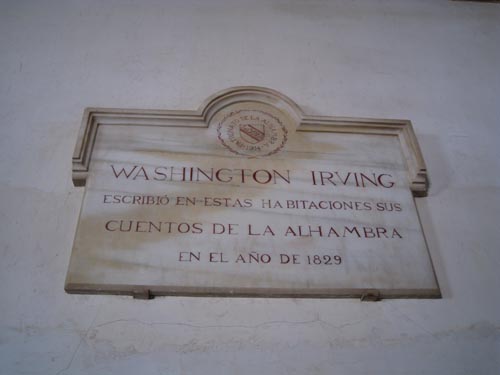 WASHINGTON IRVING
ESCRIBIÓ EN ESTAS HABITACIONES SUS
CUENTOS DE LA ALHAMBRA
EN EL AÑO DE 1829